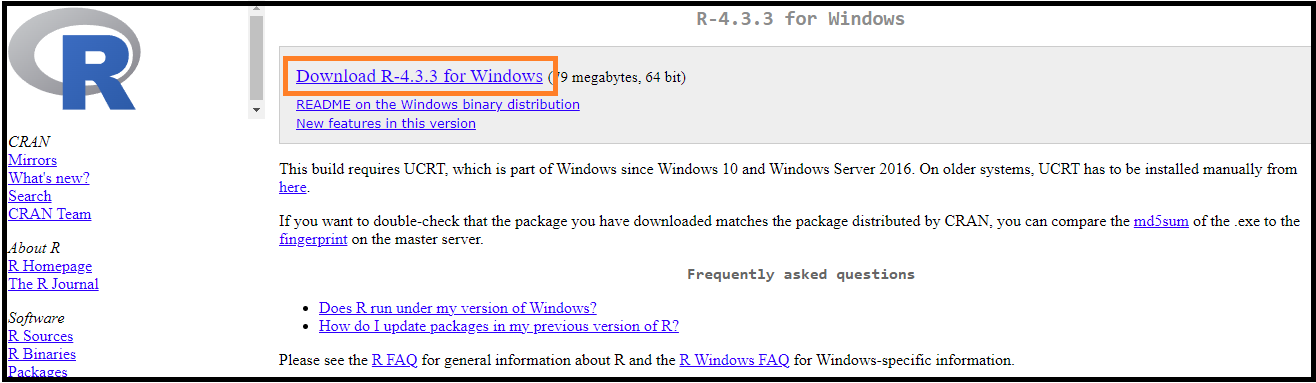 R
CRAN
Mirrors
What's new?
Search
CRAN Team
About R
R Homepage
The R Journal
Software
R Sources
R Binaries
Packages
R-4.3.3 for Windows
Download R-4.3.3 for Windows (79 megabytes, 64 bit)
README on the Windows binary distribution
New features in this version
This build requires UCRT, which is part of Windows since Windows 10 and Windows Server 2016. On older systems, UCRT has to be installed manually from
here.
If you want to double-check that the package you have downloaded matches the package distributed by CRAN, you can compare the md5sum of the .exe to the
fingerprint on the master server.
Frequently asked questions
• Does R run under my version of Windows?
• How do I update packages in my previous version of R?
Please see the R FAQ for general information about R and the R Windows FAQ for Windows-specific information.